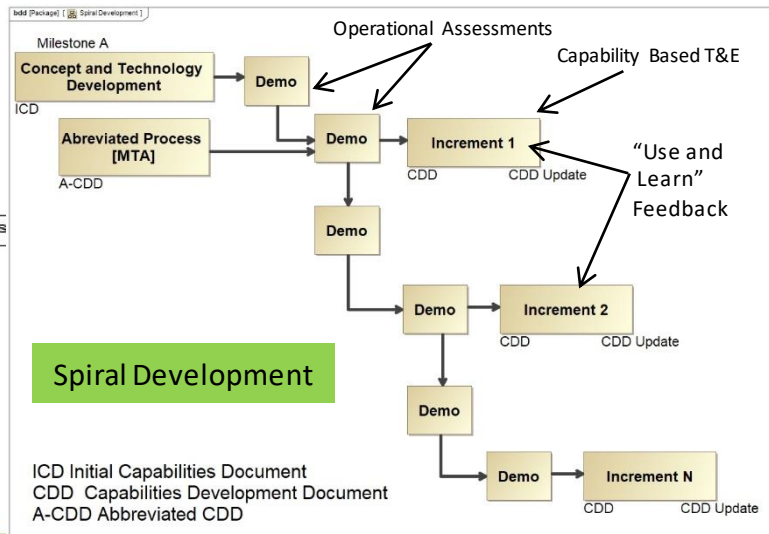 bdd [Package] [ Spiral Development ]
Operational Assessments
Milestone A
Capability Based T&E
Concept and Technology
Development
Demo
ICD
Abreviated Process
[MTA]
Demo
Increment 1
A-CDD
CDD
CDD Update
“Use and
Learn”
Feedback
Demo
Demo
Increment 2
CDD
CDD Update
Spiral Development
Demo
ICD Initial Capabilities Document
CDD Capabilities Development Document
A-CDD Abbreviated CDD
Demo
Increment N
CDD
CDD Update